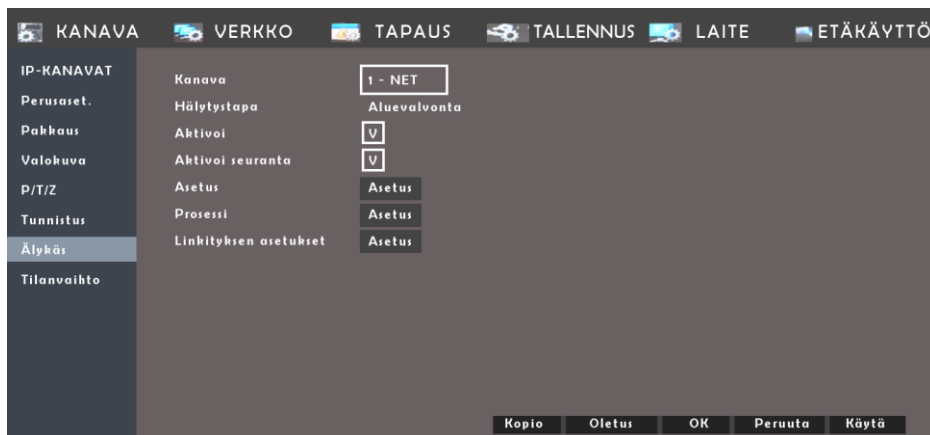 KANAVA VERKKO TAPAUS TALLENNUS LAITE ETÄKÄYTTÖ
IP-KANAVAT
Perusaset.
Pakkaus
Valokuva
P/T/Z
Tunnistus
Älykäs
Tilanvaihto
Kanava 1 - NET
Hälytystapa Aluevalvonta
Aktivoi V
Aktivoi seuranta V
Asetus Asetus
Prosessi Asetus
Linkityksen asetukset Asetus
Kopio Oletus OK Peruuta Käytä